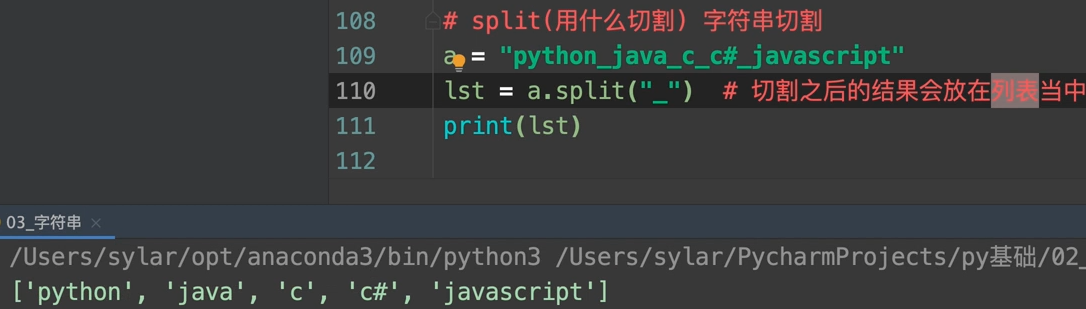 108 # split(用什么切割) 字符串切割
109 a = "python_java_c_c#_javascript"
110 lst = a.split("_") # 切割之后的结果会放在列表当中
111 print(lst)
112
03_字符串 ×
/Users/sylar/opt/anaconda3/bin/python3 /Users/sylar/PycharmProjects/py基础/02_
['python', 'java', 'c', 'c#', 'javascript']